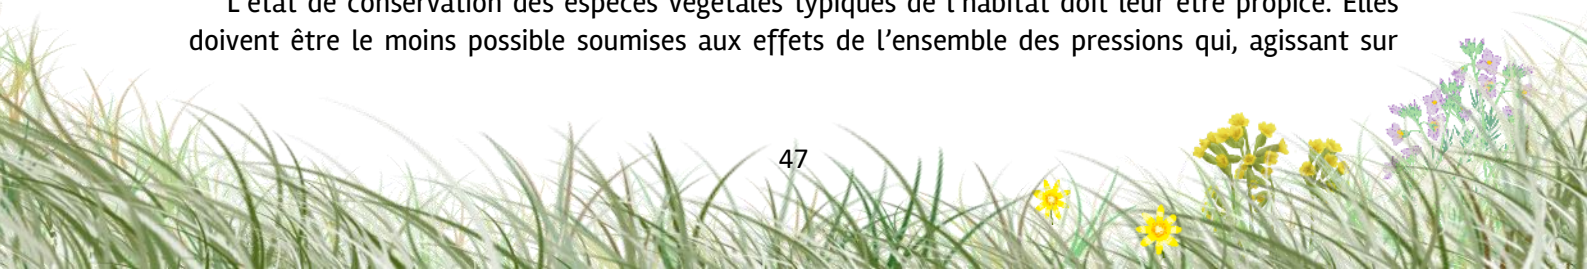 L'état de conservation des espèces végétales typiques de l'habitat doit leur être propice. Elles
doivent être le moins possible soumises aux effets de l'ensemble des pressions qui, agissant sur
47